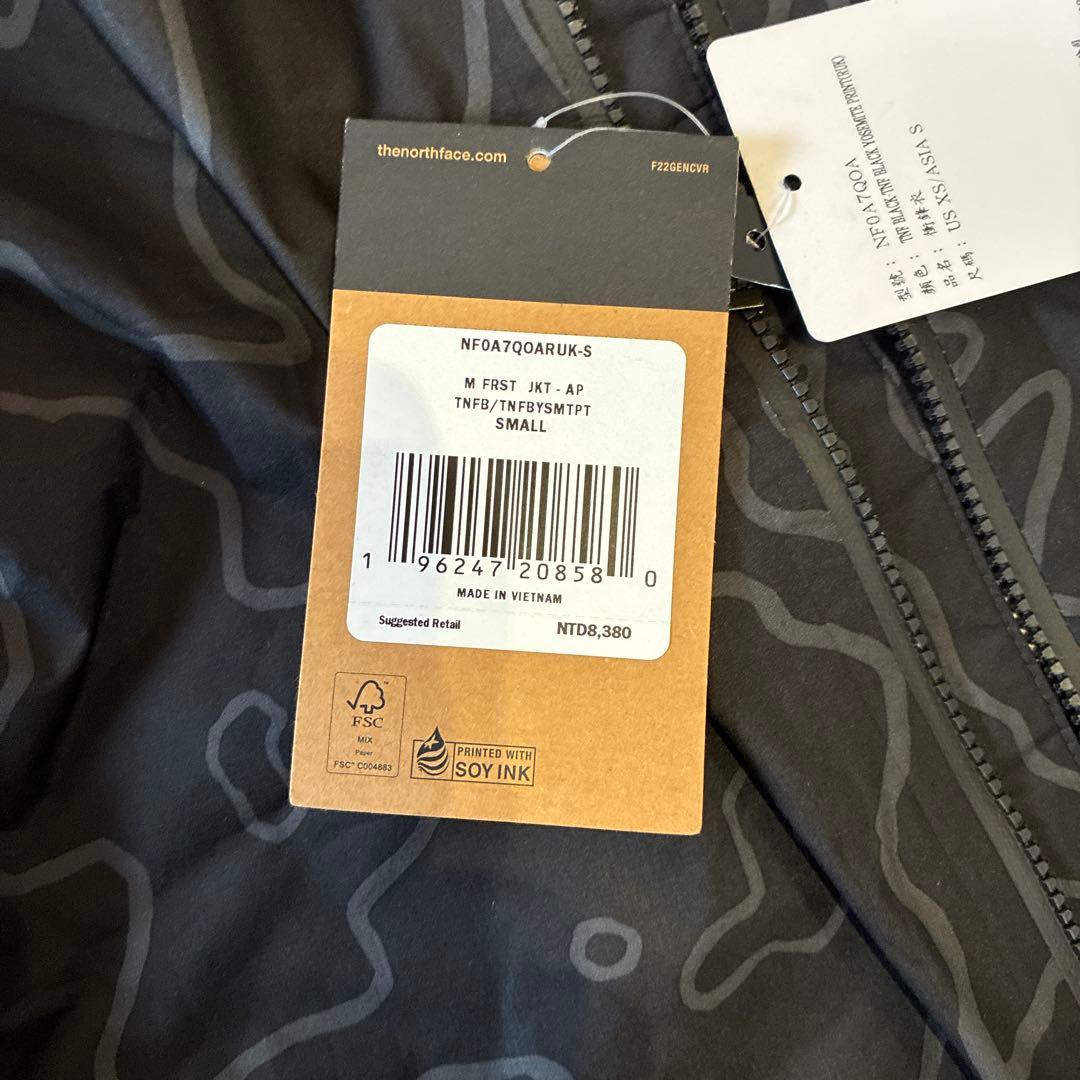 thenorthface.com
F22GENCVR
NF0A7QOARUK-S
M FRST JKT - AP
TNFB/TNFBYSMTPT
SMALL
1 96247 20858 0
MADE IN VIETNAM
Suggested Retail NTD8,380
FSC
MIX
Paper
FSC® C004883
PRINTED WITH
SOY INK
型號： NF0A7QOA
顏色： TNF BLACK-TNF BLACK YOSEMITE PRINT(RUK)
品名： 衝鋒衣
尺碼： US XS/ASIA S